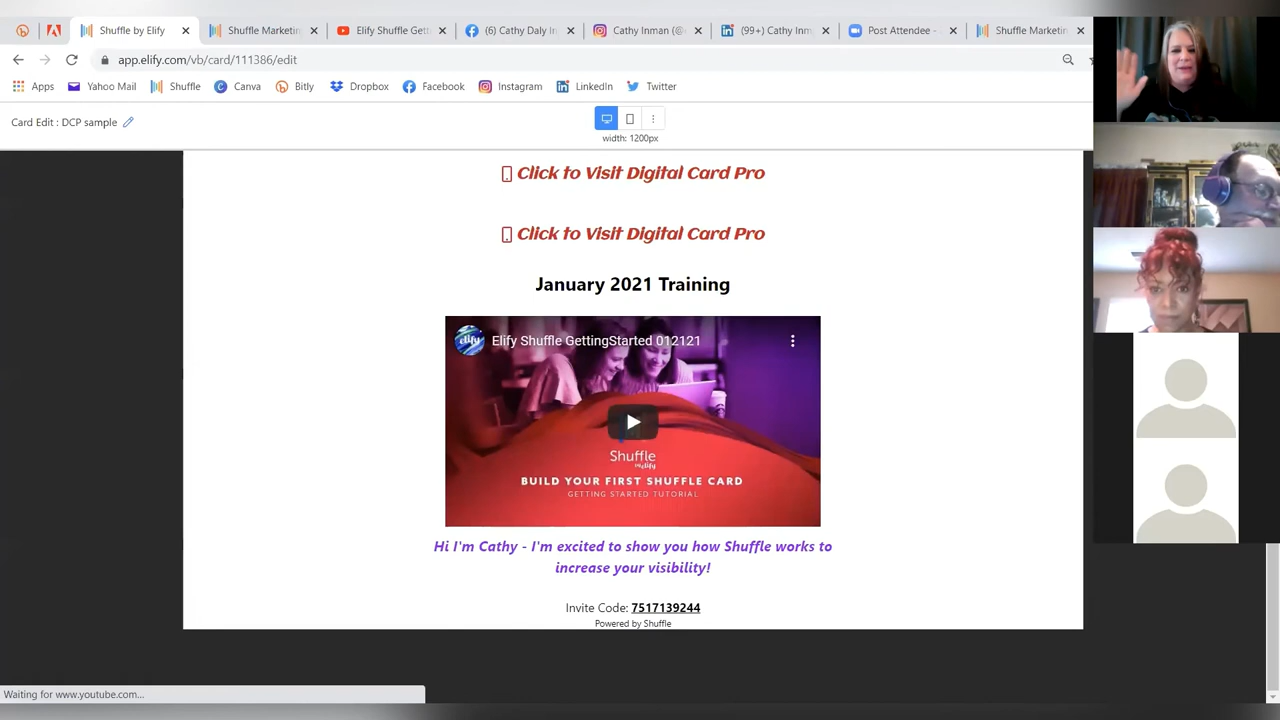 Shuffle by Elify
Shuffle Marketin
Elify Shuffle Gett
(6) Cathy Daly In
Cathy Inman (@
(99+) Cathy Inm
Post Attendee -
Shuffle Marketin
app.elify.com/vb/card/111386/edit
Apps
Yahoo Mail
Shuffle
Canva
Bitly
Dropbox
Facebook
Instagram
LinkedIn
Twitter
Card Edit : DCP sample
width: 1200px
Click to Visit Digital Card Pro
Click to Visit Digital Card Pro
January 2021 Training
elify
Elify Shuffle GettingStarted 012121
Shuffle
by elify
BUILD YOUR FIRST SHUFFLE CARD
GETTING STARTED TUTORIAL
Hi I'm Cathy - I'm excited to show you how Shuffle works to
increase your visibility!
Invite Code: 7517139244
Powered by Shuffle
Waiting for www.youtube.com...